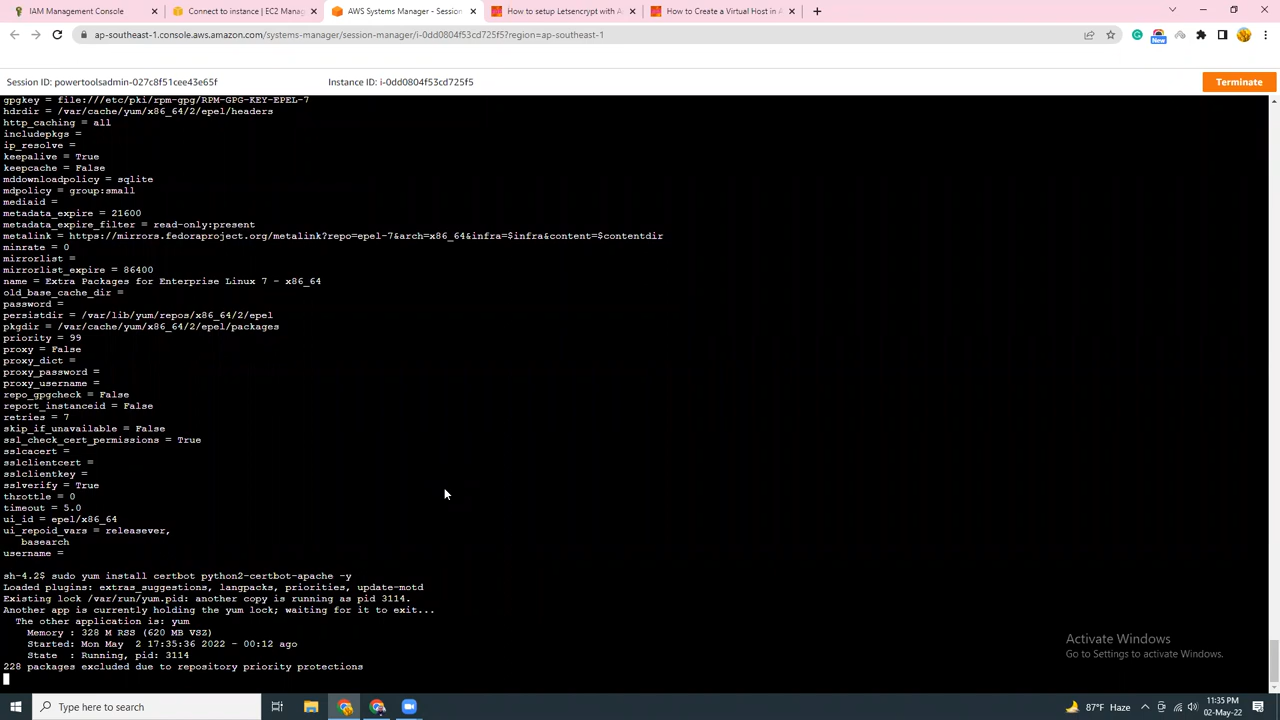 IAM Management Console
Connect to instance | EC2 Manag
AWS Systems Manager - Session
How to setup Letsencrypt with A
How to Create a Virtual Host in A
ap-southeast-1.console.aws.amazon.com/systems-manager/session-manager/i-0dd0804f53cd725f5?region=ap-southeast-1
New
Session ID: powertoolsadmin-027c8f51cee43e65f
Instance ID: i-0dd0804f53cd725f5
Terminate
gpgkey = file:///etc/pki/rpm-gpg/RPM-GPG-KEY-EPEL-7
hdrdir = /var/cache/yum/x86_64/2/epel/headers
http_caching = all
includepkgs =
ip_resolve =
keepalive = True
keepcache = False
mddownloadpolicy = sqlite
mdpolicy = group:small
mediaid =
metadata_expire = 21600
metadata_expire_filter = read-only:present
metalink = https://mirrors.fedoraproject.org/metalink?repo=epel-7&arch=x86_64&infra=$infra&content=$contentdir
minrate = 0
mirrorlist =
mirrorlist_expire = 86400
name = Extra Packages for Enterprise Linux 7 - x86_64
old_base_cache_dir =
password =
persistdir = /var/lib/yum/repos/x86_64/2/epel
pkgdir = /var/cache/yum/x86_64/2/epel/packages
priority = 99
proxy = False
proxy_dict =
proxy_password =
proxy_username =
repo_gpgcheck = False
report_instanceid = False
retries = 7
skip_if_unavailable = False
ssl_check_cert_permissions = True
sslcacert =
sslclientcert =
sslclientkey =
sslverify = True
throttle = 0
timeout = 5.0
ui_id = epel/x86_64
ui_repoid_vars = releasever,
basearch
username =
sh-4.2$ sudo yum install certbot python2-certbot-apache -y
Loaded plugins: extras_suggestions, langpacks, priorities, update-motd
Existing lock /var/run/yum.pid: another copy is running as pid 3114.
Another app is currently holding the yum lock; waiting for it to exit...
The other application is: yum
Memory : 328 M RSS (620 MB VSZ)
Started: Mon May 2 17:35:36 2022 - 00:12 ago
State : Running, pid: 3114
228 packages excluded due to repository priority protections
Activate Windows
Go to Settings to activate Windows.
Type here to search
87°F Haze
11:35 PM
02-May-22